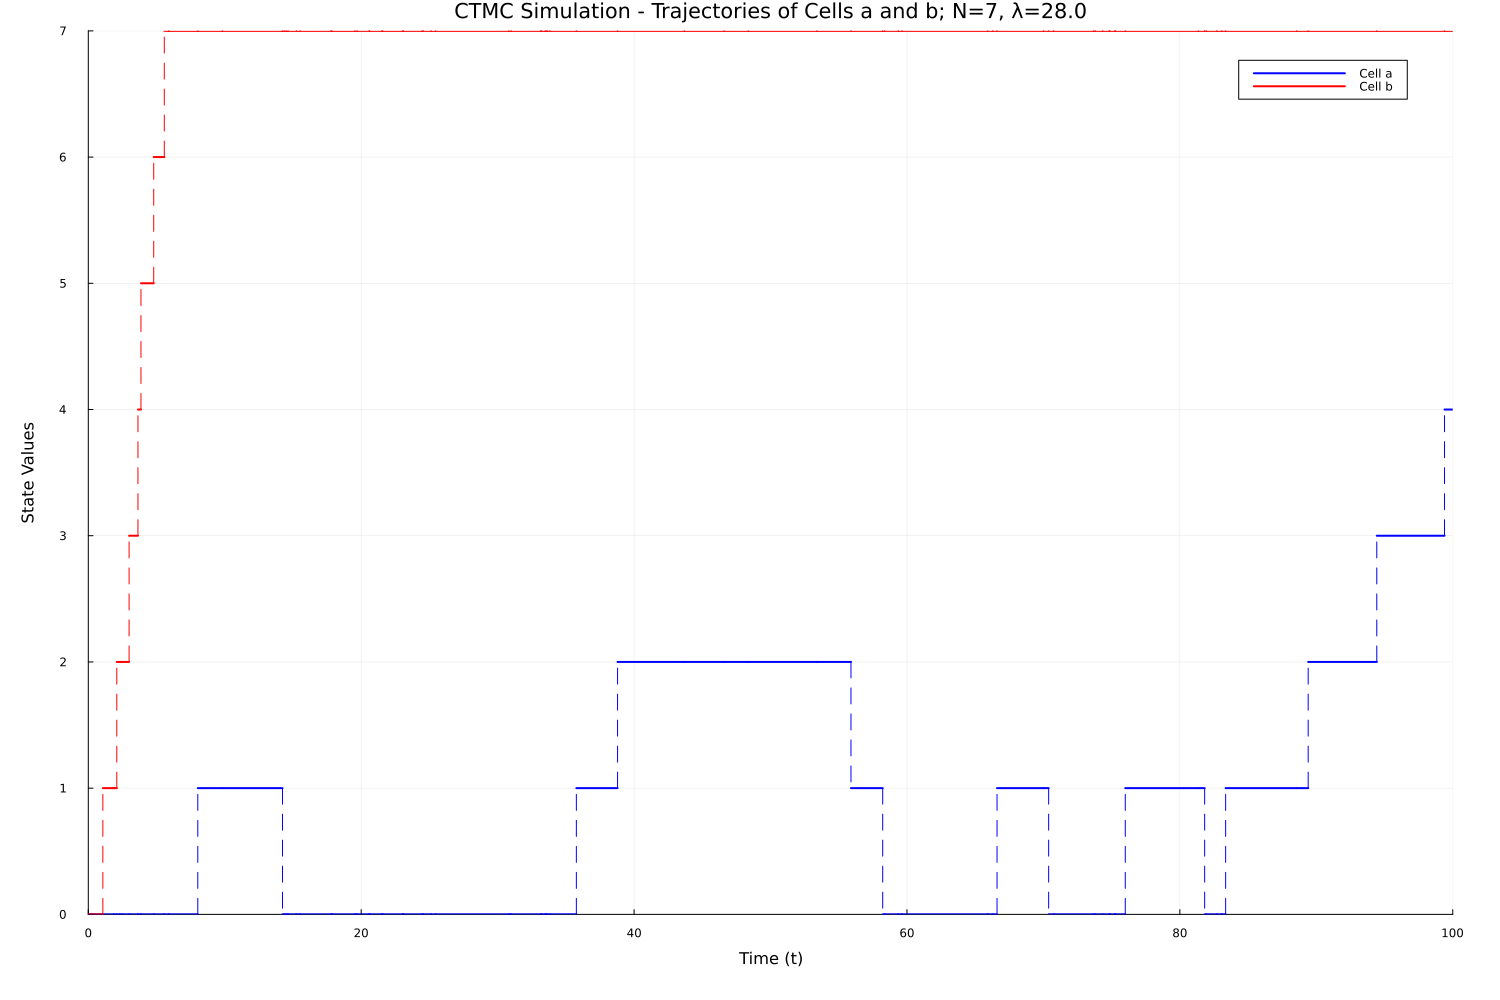 CTMC Simulation - Trajectories of Cells a and b; N=7, λ=28.0
7
Cell a
Cell b
6
5
4
State Values
3
2
1
0
0 20 40 60 80 100
Time (t)